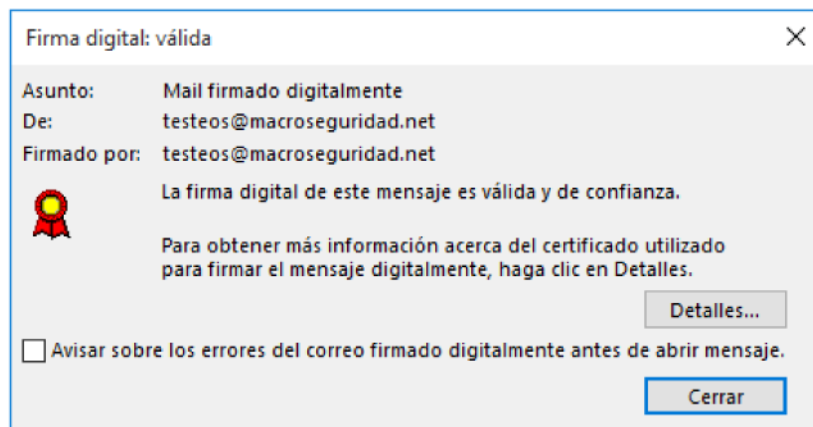 Firma digital: válida
Asunto: Mail firmado digitalmente
De: testeos@macroseguridad.net
Firmado por: testeos@macroseguridad.net
La firma digital de este mensaje es válida y de confianza.
Para obtener más información acerca del certificado utilizado
para firmar el mensaje digitalmente, haga clic en Detalles.
Detalles...
Avisar sobre los errores del correo firmado digitalmente antes de abrir mensaje.
Cerrar